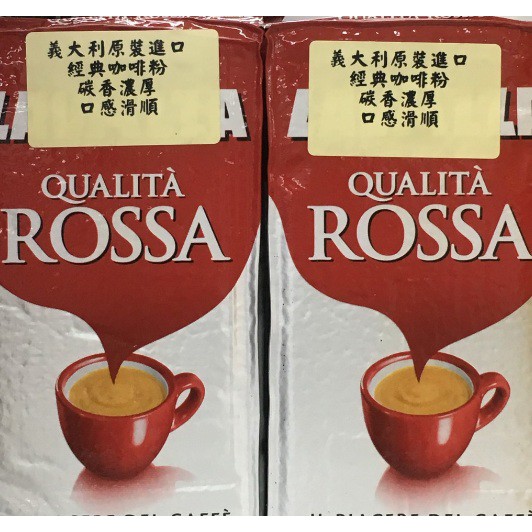 義大利原裝進口
經典咖啡粉
碳香濃厚
口感滑順
QUALITÀ
ROSSA
義大利原裝進口
經典咖啡粉
碳香濃厚
口感滑順
QUALITÀ
ROSSA
DEL CAFFÈ
IL PIACERE DEL CAFFÈ